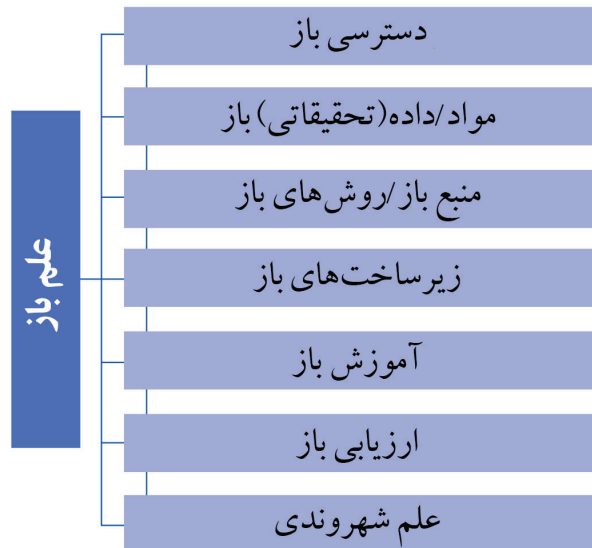 علم باز
دسترسی باز
مواد/داده(تحقیقاتی) باز
منبع باز/روش‌های باز
زیرساخت‌های باز
آموزش باز
ارزیابی باز
علم شهروندی